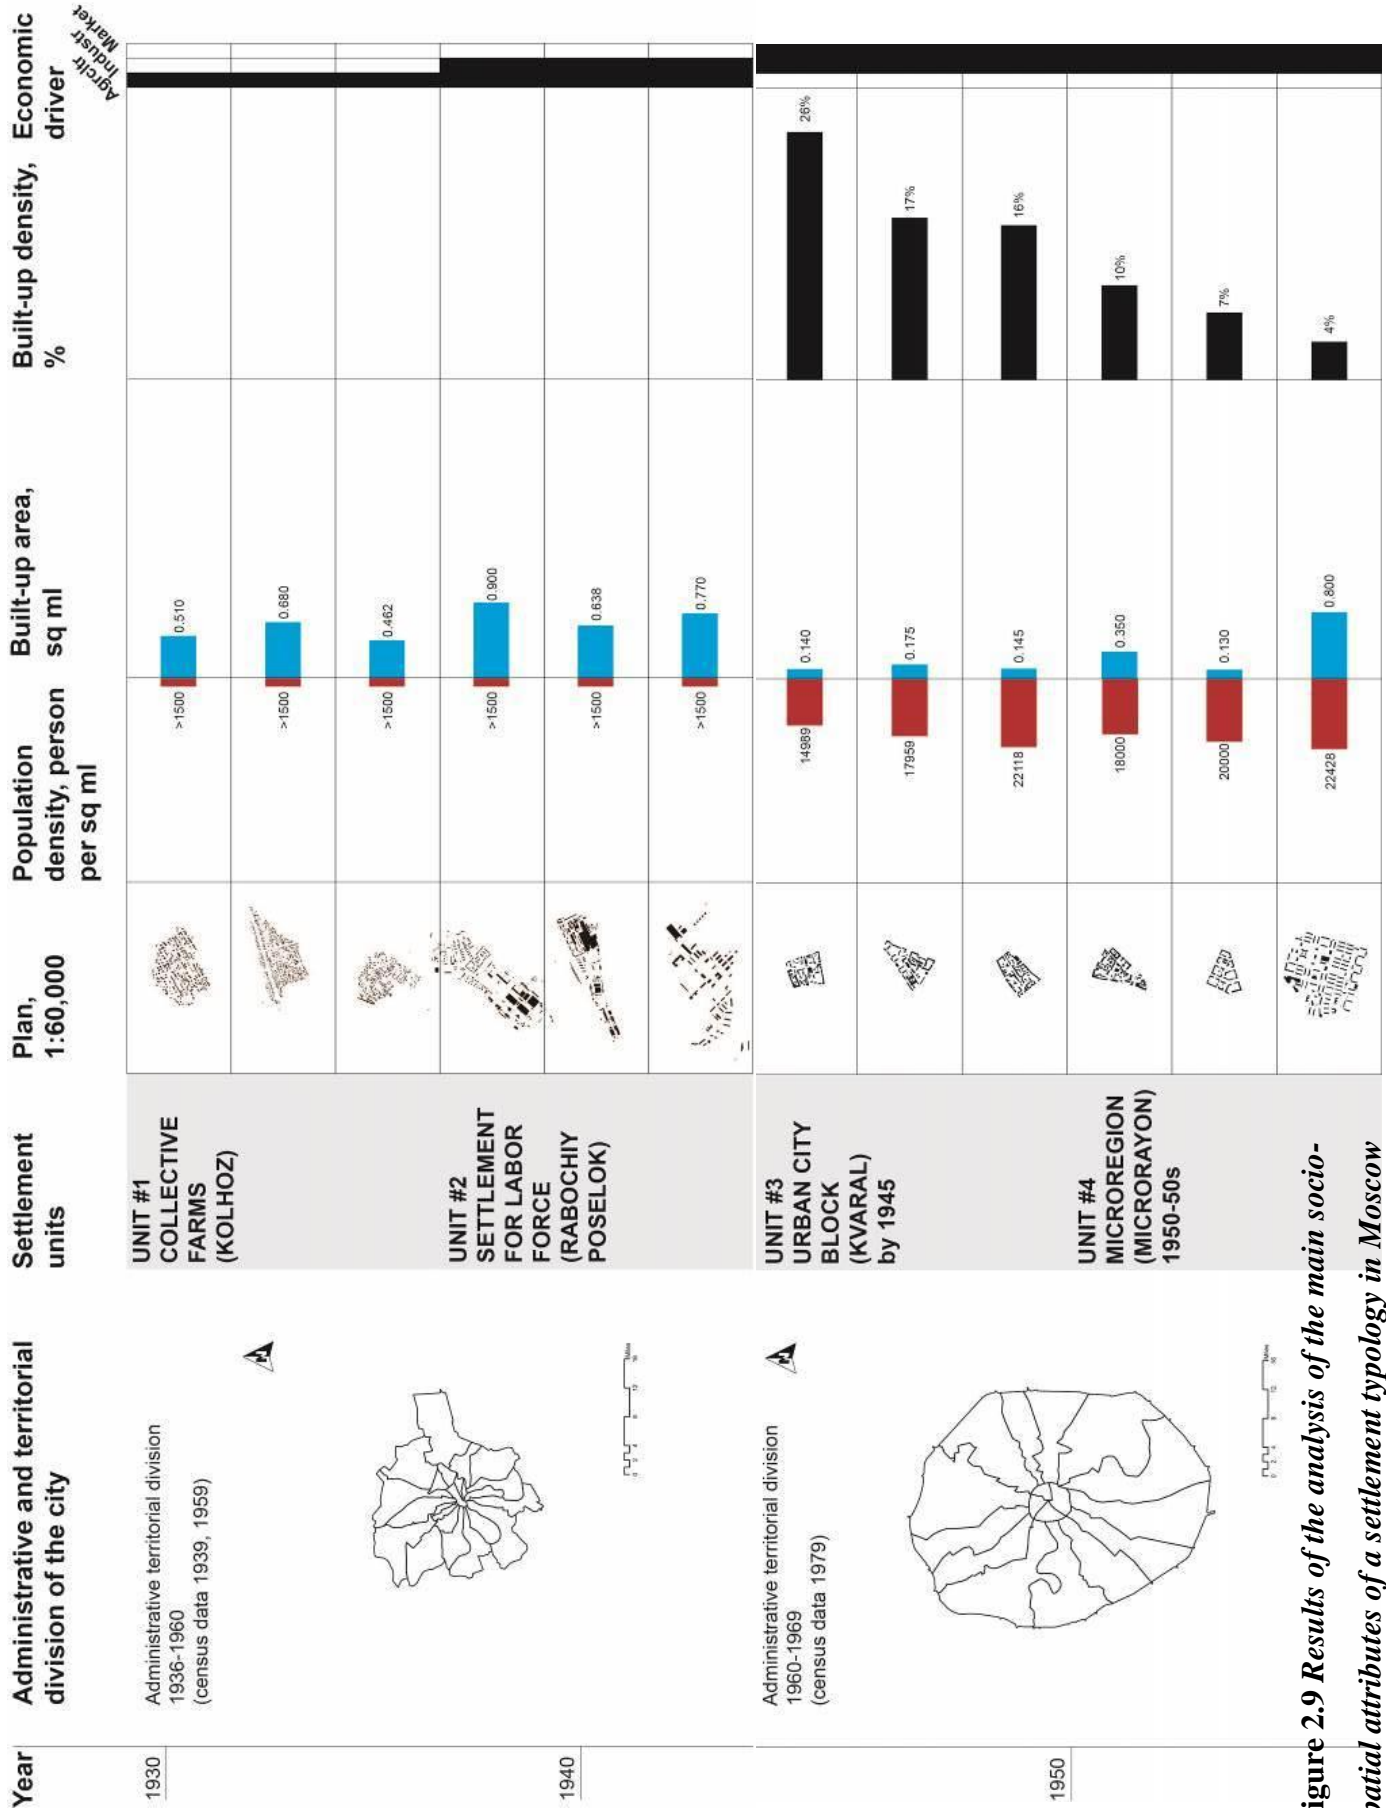 Year
Administrative and territorial
division of the city
Settlement
units
Plan,
1:60,000
Population
density, person
per sq ml
Built-up area,
sq ml
Built-up density,
%
Economic
driver
Agrcltr
Industr
Market
1930
Administrative territorial division
1936-1960
(census data 1939, 1959)
UNIT #1
COLLECTIVE
FARMS
(KOLHOZ)
>1500
0.510
>1500
0.680
>1500
0.462
1940
UNIT #2
SETTLEMENT
FOR LABOR
FORCE
(RABOCHIY
POSELOK)
>1500
0.900
>1500
0.638
>1500
0.770
Administrative territorial division
1960-1969
(census data 1979)
UNIT #3
URBAN CITY
BLOCK
(KVARAL)
by 1945
14989
0.140
26%
17959
0.175
17%
22118
0.145
16%
1950
UNIT #4
MICROREGION
(MICRORAYON)
1950-50s
18000
0.350
10%
20000
0.130
7%
22428
0.800
4%
igure 2.9 Results of the analysis of the main socio-
patial attributes of a settlement typology in Moscow